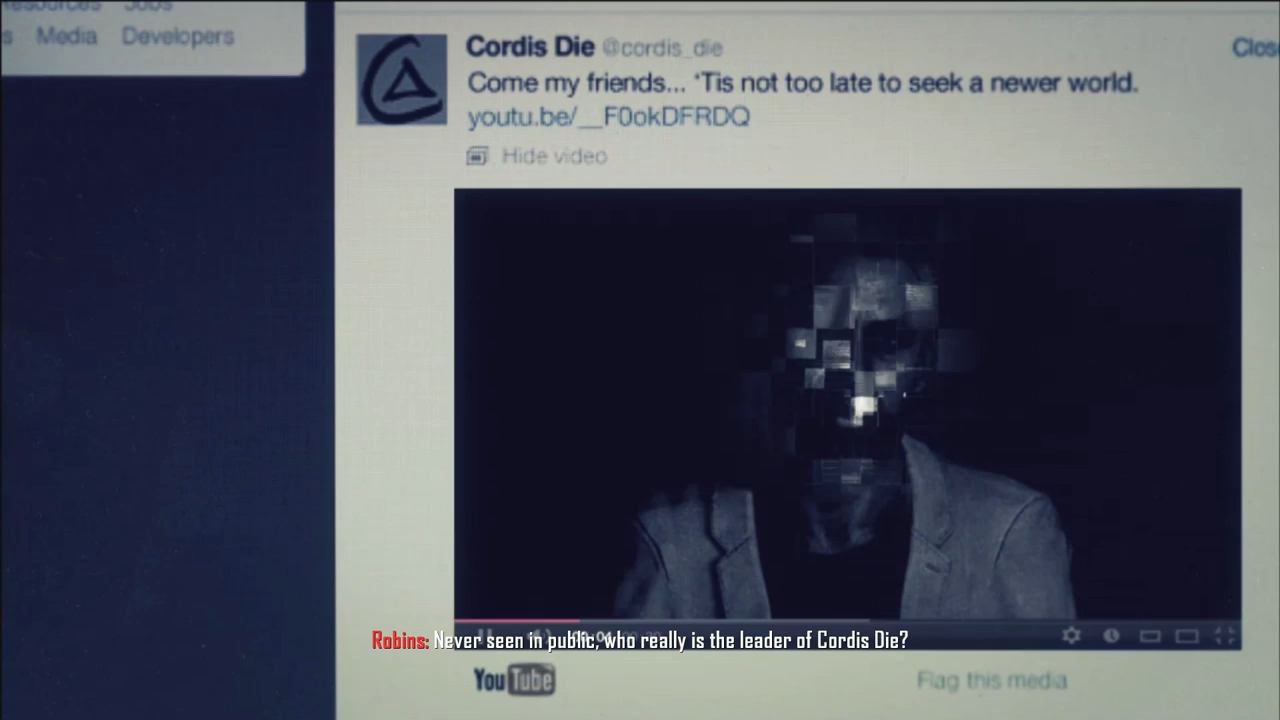 Jobs
Media Developers
Cordis Die @cordis_die
Close
Come my friends... 'Tis not too late to seek a newer world.
youtu.be/__F0okDFRDQ
Hide video
Robins: Never seen in public, who really is the leader of Cordis Die?
YouTube
Flag this media